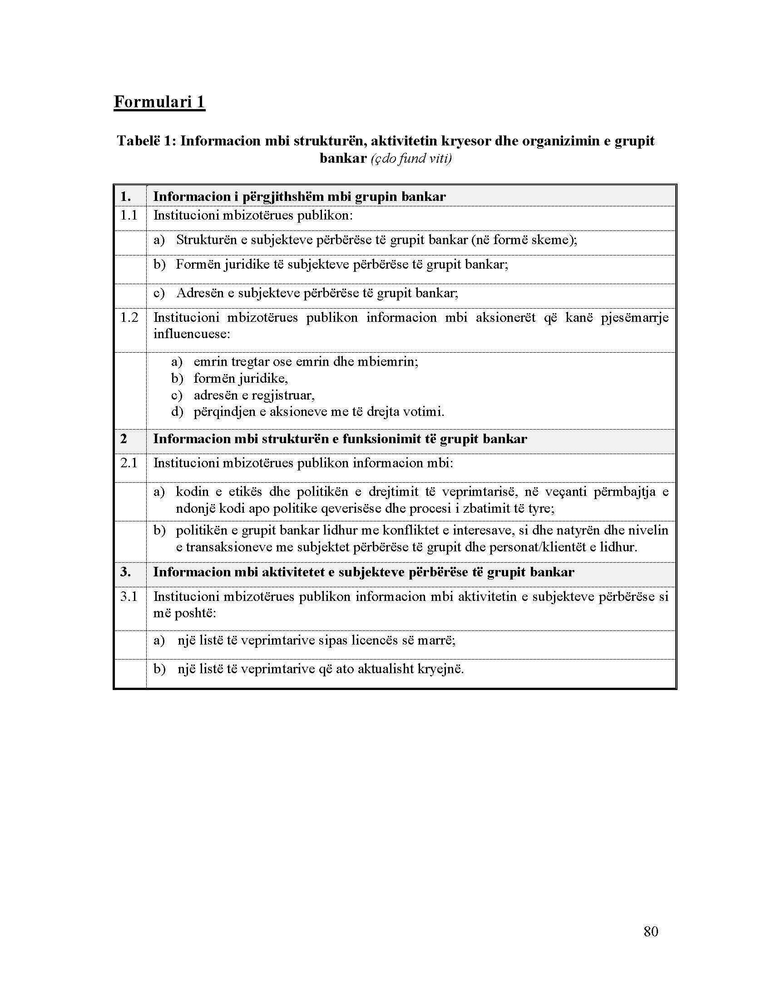 Formulari 1
Tabelë 1: Informacion mbi strukturën, aktivitetin kryesor dhe organizimin e grupit
bankar (çdo fund viti)
1. Informacion i përgjithshëm mbi grupin bankar
1.1 Institucioni mbizotërues publikon:
a) Strukturën e subjekteve përbërëse të grupit bankar (në formë skeme);
b) Formën juridike të subjekteve përbërëse të grupit bankar;
c) Adresën e subjekteve përbërëse të grupit bankar;
1.2 Institucioni mbizotërues publikon informacion mbi aksionerët që kanë pjesëmarrje
influencuese:
a) emrin tregtar ose emrin dhe mbiemrin;
b) formën juridike,
c) adresën e regjistruar,
d) përqindjen e aksioneve me të drejta votimi.
2 Informacion mbi strukturën e funksionimit të grupit bankar
2.1 Institucioni mbizotërues publikon informacion mbi:
a) kodin e etikës dhe politikën e drejtimit të veprimtarisë, në veçanti përmbajtja e
ndonjë kodi apo politike qeverisëse dhe procesi i zbatimit të tyre;
b) politikën e grupit bankar lidhur me konfliktet e interesave, si dhe natyrën dhe nivelin
e transaksioneve me subjektet përbërëse të grupit dhe personat/klientët e lidhur.
3. Informacion mbi aktivitetet e subjekteve përbërëse të grupit bankar
3.1 Institucioni mbizotërues publikon informacion mbi aktivitetin e subjekteve përbërëse si
më poshtë:
a) një listë të veprimtarive sipas licencës së marrë;
b) një listë të veprimtarive që ato aktualisht kryejnë.
80